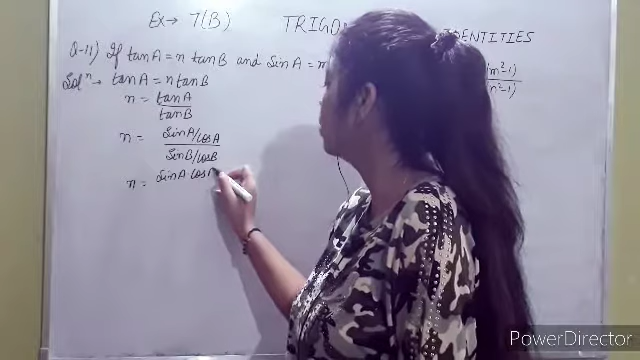 Ex→ 7(B) TRIGO IDENTITIES
Q-11) If tanA = n tanB and SinA = m (m²-1)
Solⁿ→ tanA = n tanB (n²-1)
n = tanA
tanB
n = SinA/cosA
SinB/cosB
n = SinA·cos
PowerDirector